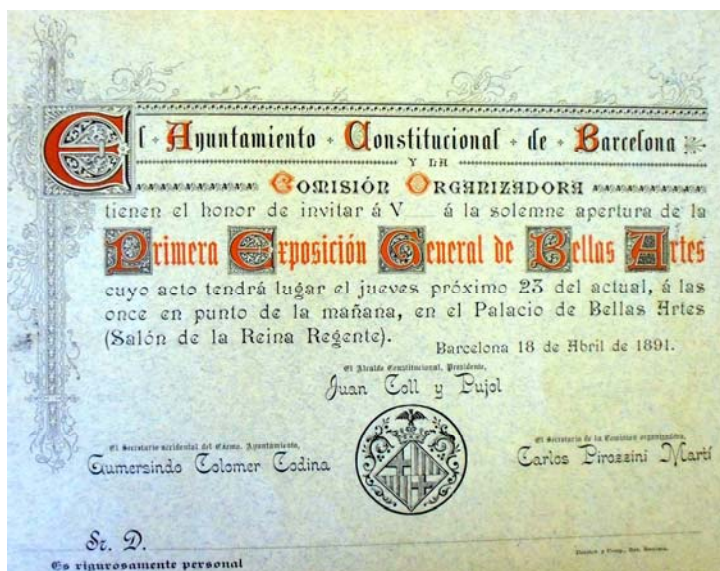 El Ayuntamiento Constitucional de Barcelona
Y LA
COMISIÓN ORGANIZADORA
tienen el honor de invitar á V á la solemne apertura de la
Primera Exposición General de Bellas Artes
cuyo acto tendrá lugar el jueves próximo 23 del actual, á las
once en punto de la mañana, en el Palacio de Bellas Artes
(Salón de la Reina Regente).
Barcelona 18 de Abril de 1891.
El Alcalde Constitucional, Presidente,
Juan Coll y Pujol
El Secretario accidental del Excmo. Ayuntamiento,
Gumersindo Colomer Codina
El Secretario de la Comisión organizadora,
Carlos Pirozzini Martí
Sr. D.
Es rigurosamente personal